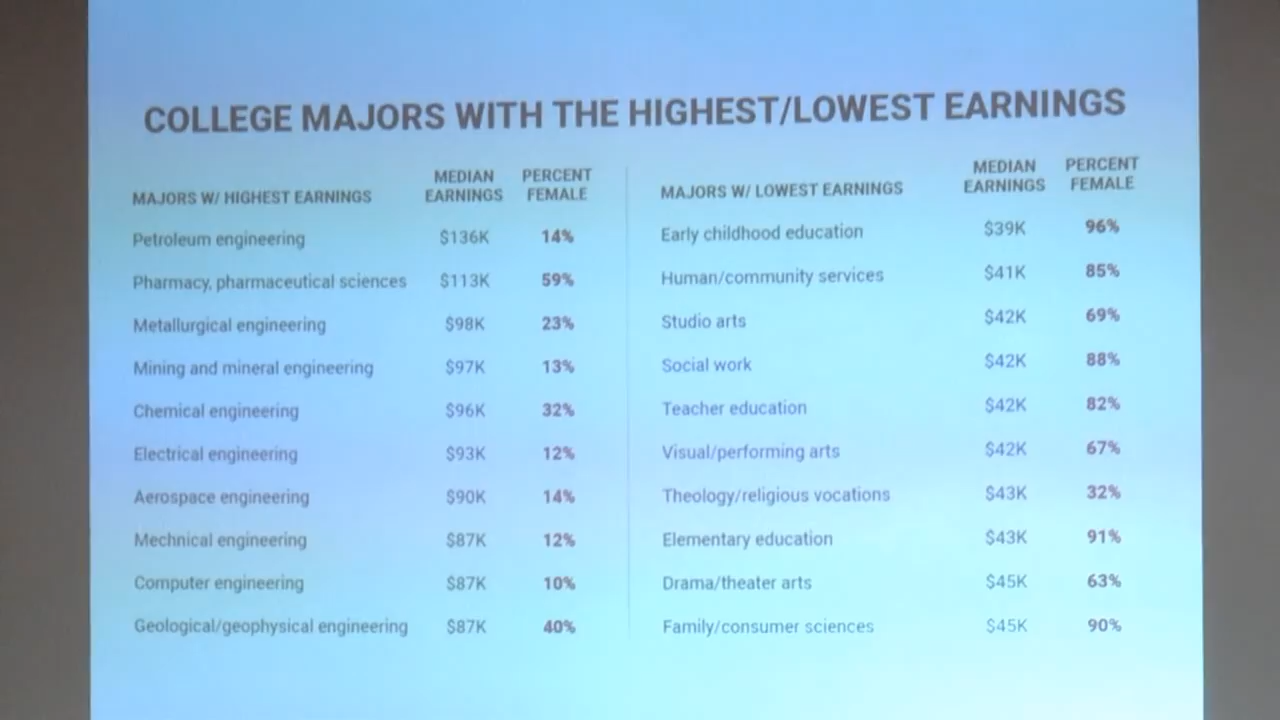 COLLEGE MAJORS WITH THE HIGHEST/LOWEST EARNINGS
MAJORS W/ HIGHEST EARNINGS MEDIAN EARNINGS PERCENT FEMALE
Petroleum engineering $136K 14%
Pharmacy, pharmaceutical sciences $113K 59%
Metallurgical engineering $98K 23%
Mining and mineral engineering $97K 13%
Chemical engineering $96K 32%
Electrical engineering $93K 12%
Aerospace engineering $90K 14%
Mechnical engineering $87K 12%
Computer engineering $87K 10%
Geological/geophysical engineering $87K 40%
MAJORS W/ LOWEST EARNINGS MEDIAN EARNINGS PERCENT FEMALE
Early childhood education $39K 96%
Human/community services $41K 85%
Studio arts $42K 69%
Social work $42K 88%
Teacher education $42K 82%
Visual/performing arts $42K 67%
Theology/religious vocations $43K 32%
Elementary education $43K 91%
Drama/theater arts $45K 63%
Family/consumer sciences $45K 90%